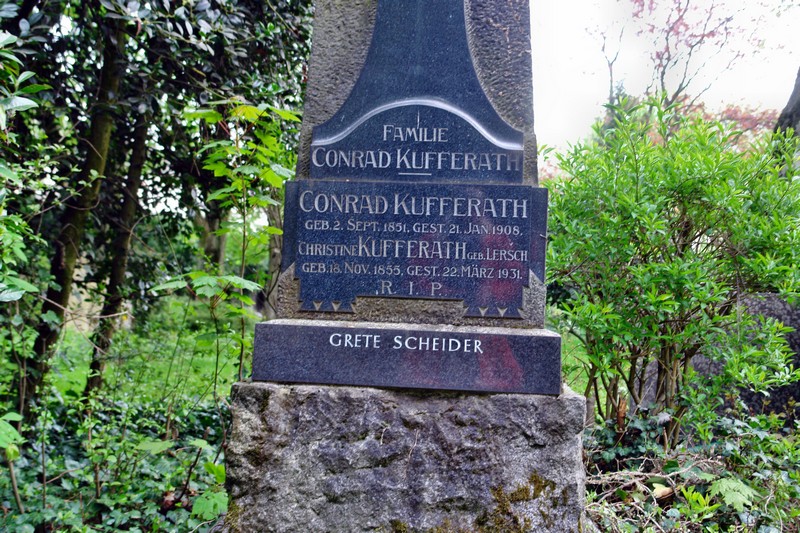 FAMILIE
CONRAD KUFFERATH
CONRAD KUFFERATH
GEB. 2. SEPT. 1851, GEST. 21. JAN 1908.
CHRISTINE KUFFERATH GEB. LERSCH
GEB. 18. NOV. 1855, GEST. 22. MÄRZ 1931.
R. I. P.
GRETE SCHEIDER